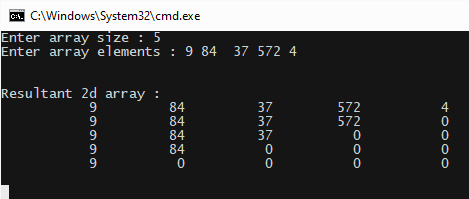 C:\Windows\System32\cmd.exe
Enter array size : 5
Enter array elements : 9 84  37 572 4
Resultant 2d array :
9 84 37 572 4
9 84 37 572 0
9 84 37 0 0
9 84 0 0 0
9 0 0 0 0